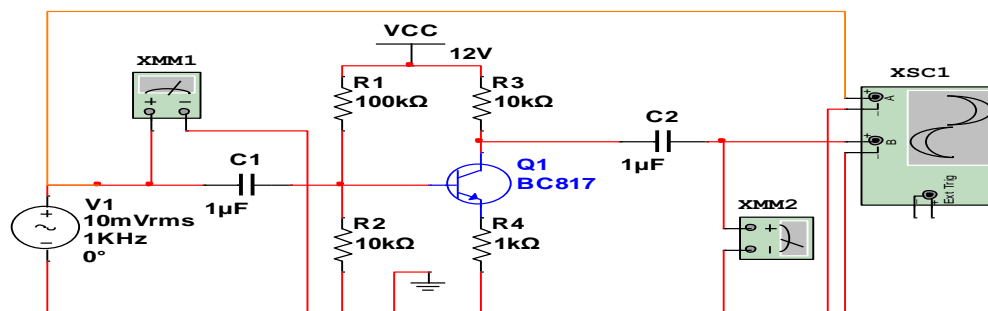 VCC
12V
XMM1
R1
100kΩ
R3
10kΩ
XSC1
C2
1µF
A
B
Ext Trig
C1
1µF
Q1
BC817
V1
10mVrms
1KHz
0°
R2
10kΩ
R4
1kΩ
XMM2